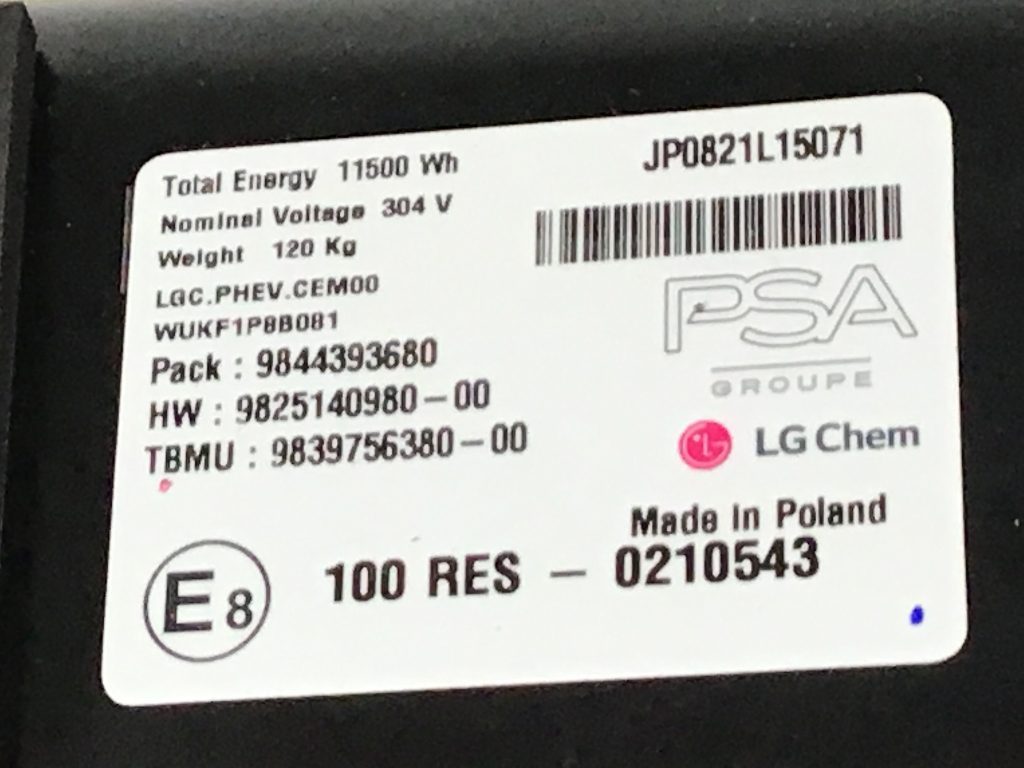 Total Energy 11500 Wh
Nominal Voltage 304 V
Weight 120 Kg
LGC.PHEV.CEM00
WUKF1P8B081
Pack : 9844393680
HW : 9825140980-00
TBMU : 9839756380-00
JP0821L15071
PSA
GROUPE
LG Chem
Made in Poland
E8
100 RES - 0210543